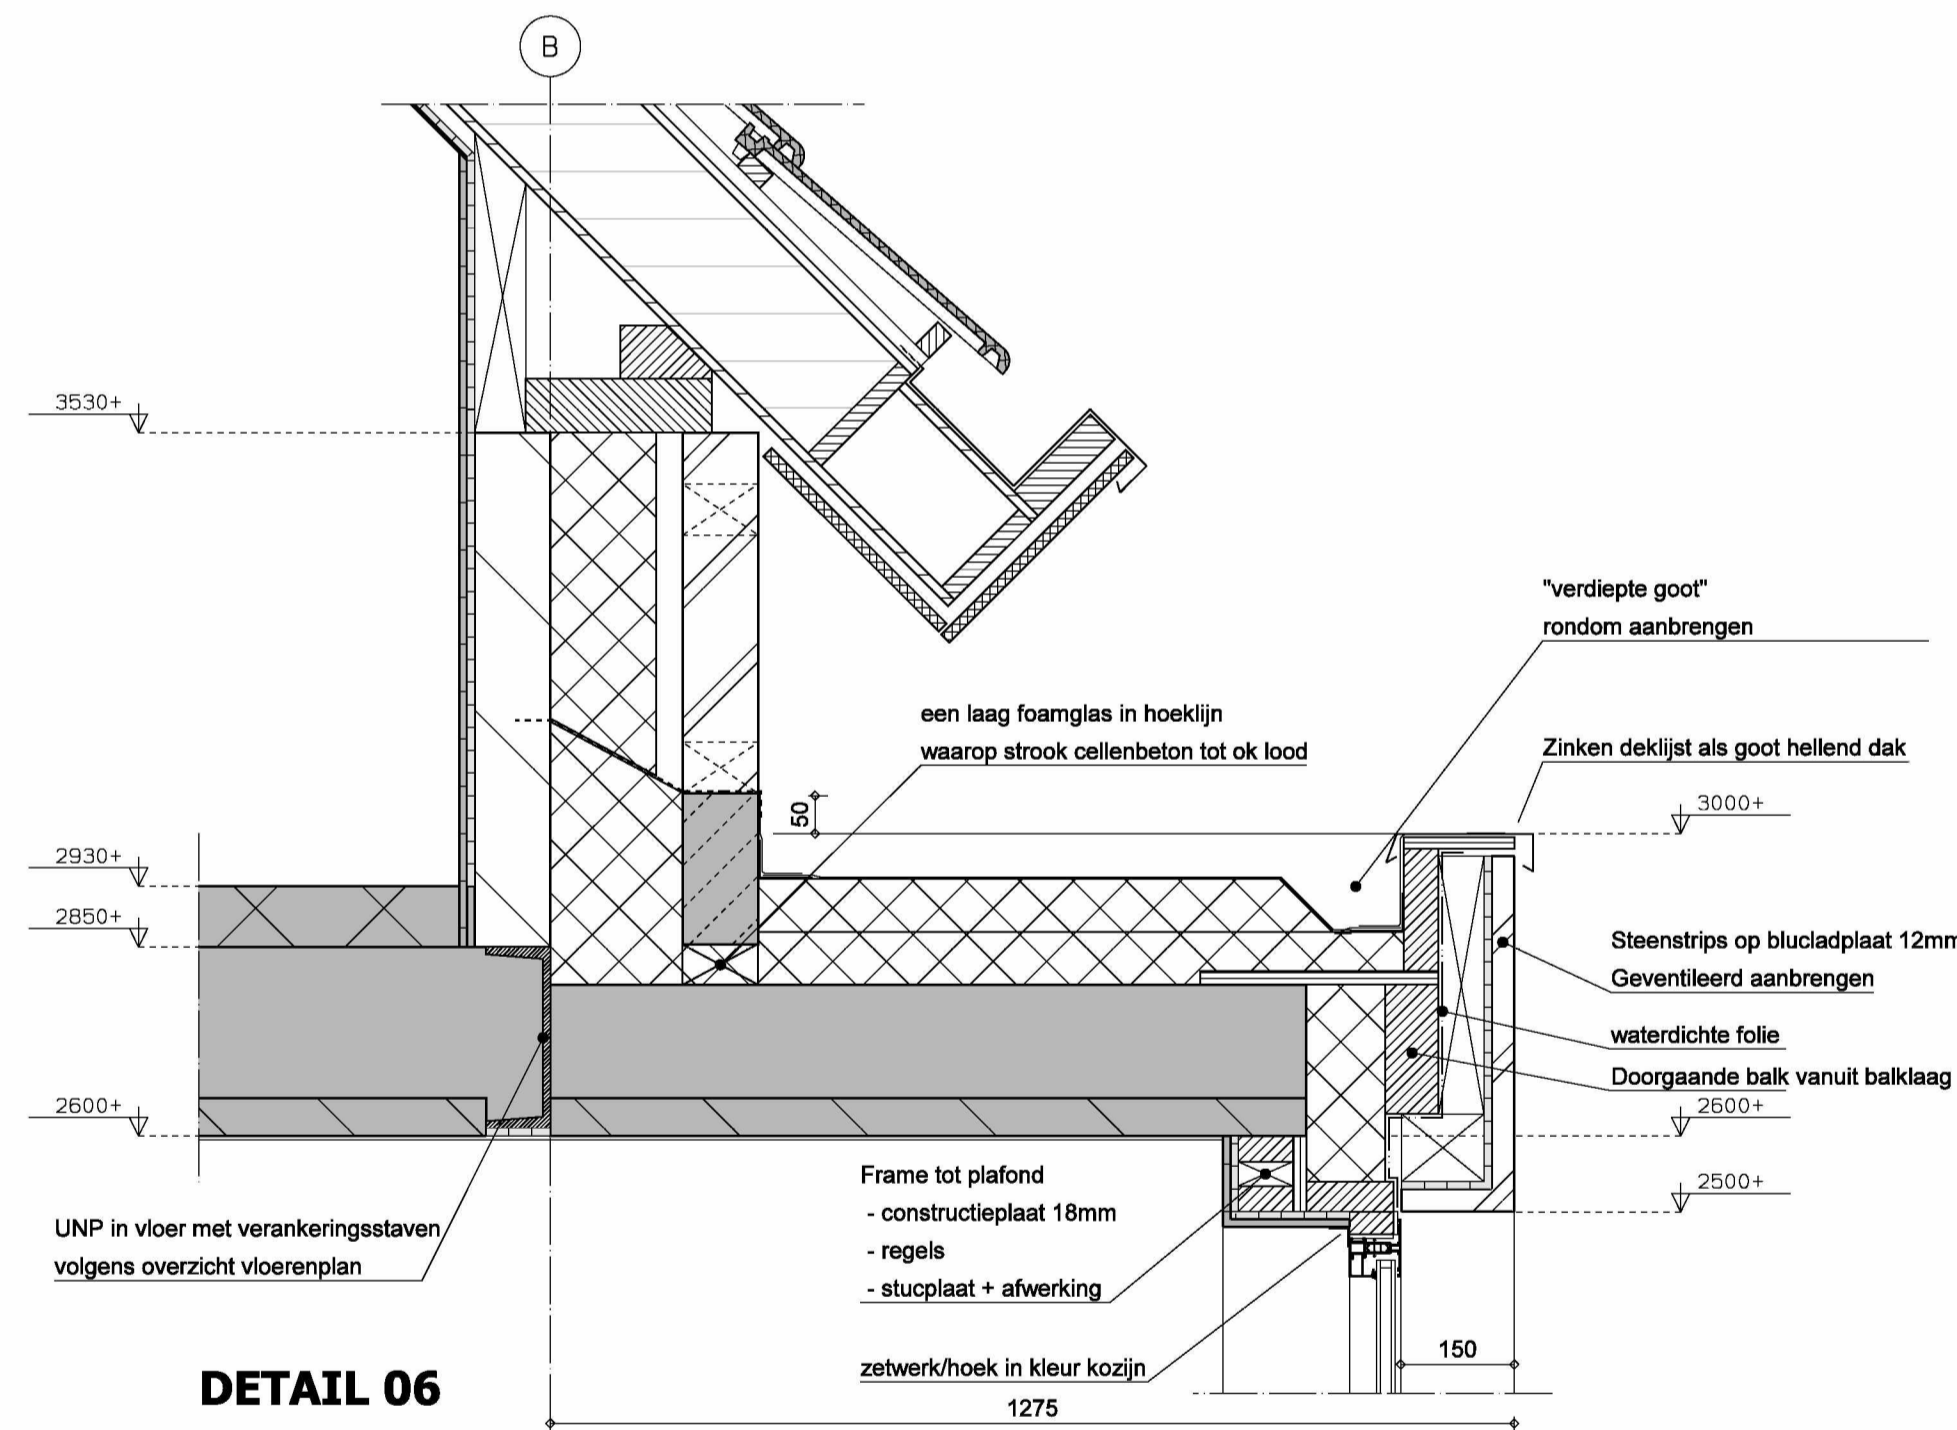 B
3530+
"verdiepte goot"
rondom aanbrengen
een laag foamglas in hoeklijn
waarop strook cellenbeton tot ok lood
Zinken deklijst als goot hellend dak
50
3000+
2930+
2850+
Steenstrips op blucladplaat 12mm
Geventileerd aanbrengen
waterdichte folie
Doorgaande balk vanuit balklaag
2600+
2600+
2500+
Frame tot plafond
- constructieplaat 18mm
- regels
- stucplaat + afwerking
UNP in vloer met verankeringsstaven
volgens overzicht vloerenplan
zetwerk/hoek in kleur kozijn
150
1275
DETAIL 06